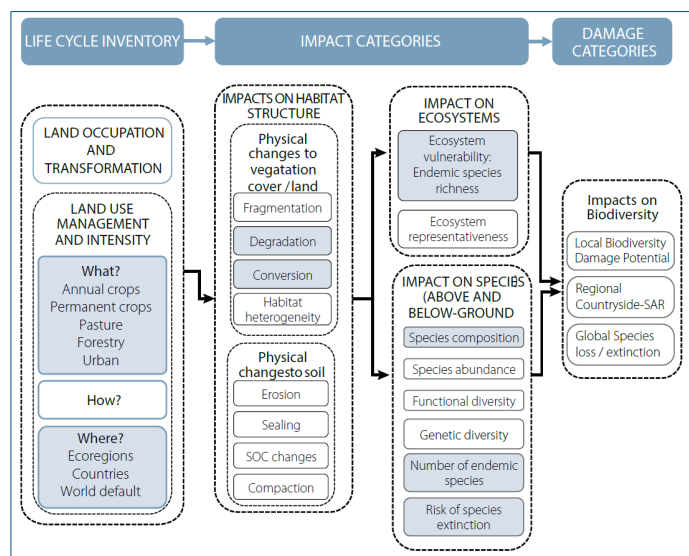 LIFE CYCLE INVENTORY
IMPACT CATEGORIES
DAMAGE
CATEGORIES
LAND OCCUPATION
AND
TRANSFORMATION
LAND USE
MANAGEMENT
AND INTENSITY
What?
Annual crops
Permanent crops
Pasture
Forestry
Urban
How?
Where?
Ecoregions
Countries
World default
IMPACTS ON HABITAT
STRUCTURE
Physical
changes to
vegatation
cover / land
Fragmentation
Degradation
Conversion
Habitat
heterogeneity
Physical
changesto soil
Erosion
Sealing
SOC changes
Compaction
IMPACT ON
ECOSYSTEMS
Ecosystem
vulnerability:
Endemic species
richness
Ecosystem
representativeness
IMPACT ON SPECIES
(ABOVE AND
BELOW-GROUND
Species composition
Species abundance
Functional diversity
Genetic diversity
Number of endemic
species
Risk of species
extinction
Impacts on
Biodiversity
Local Biodiversity
Damage Potential
Regional
Countryside-SAR
Global Species
loss / extinction